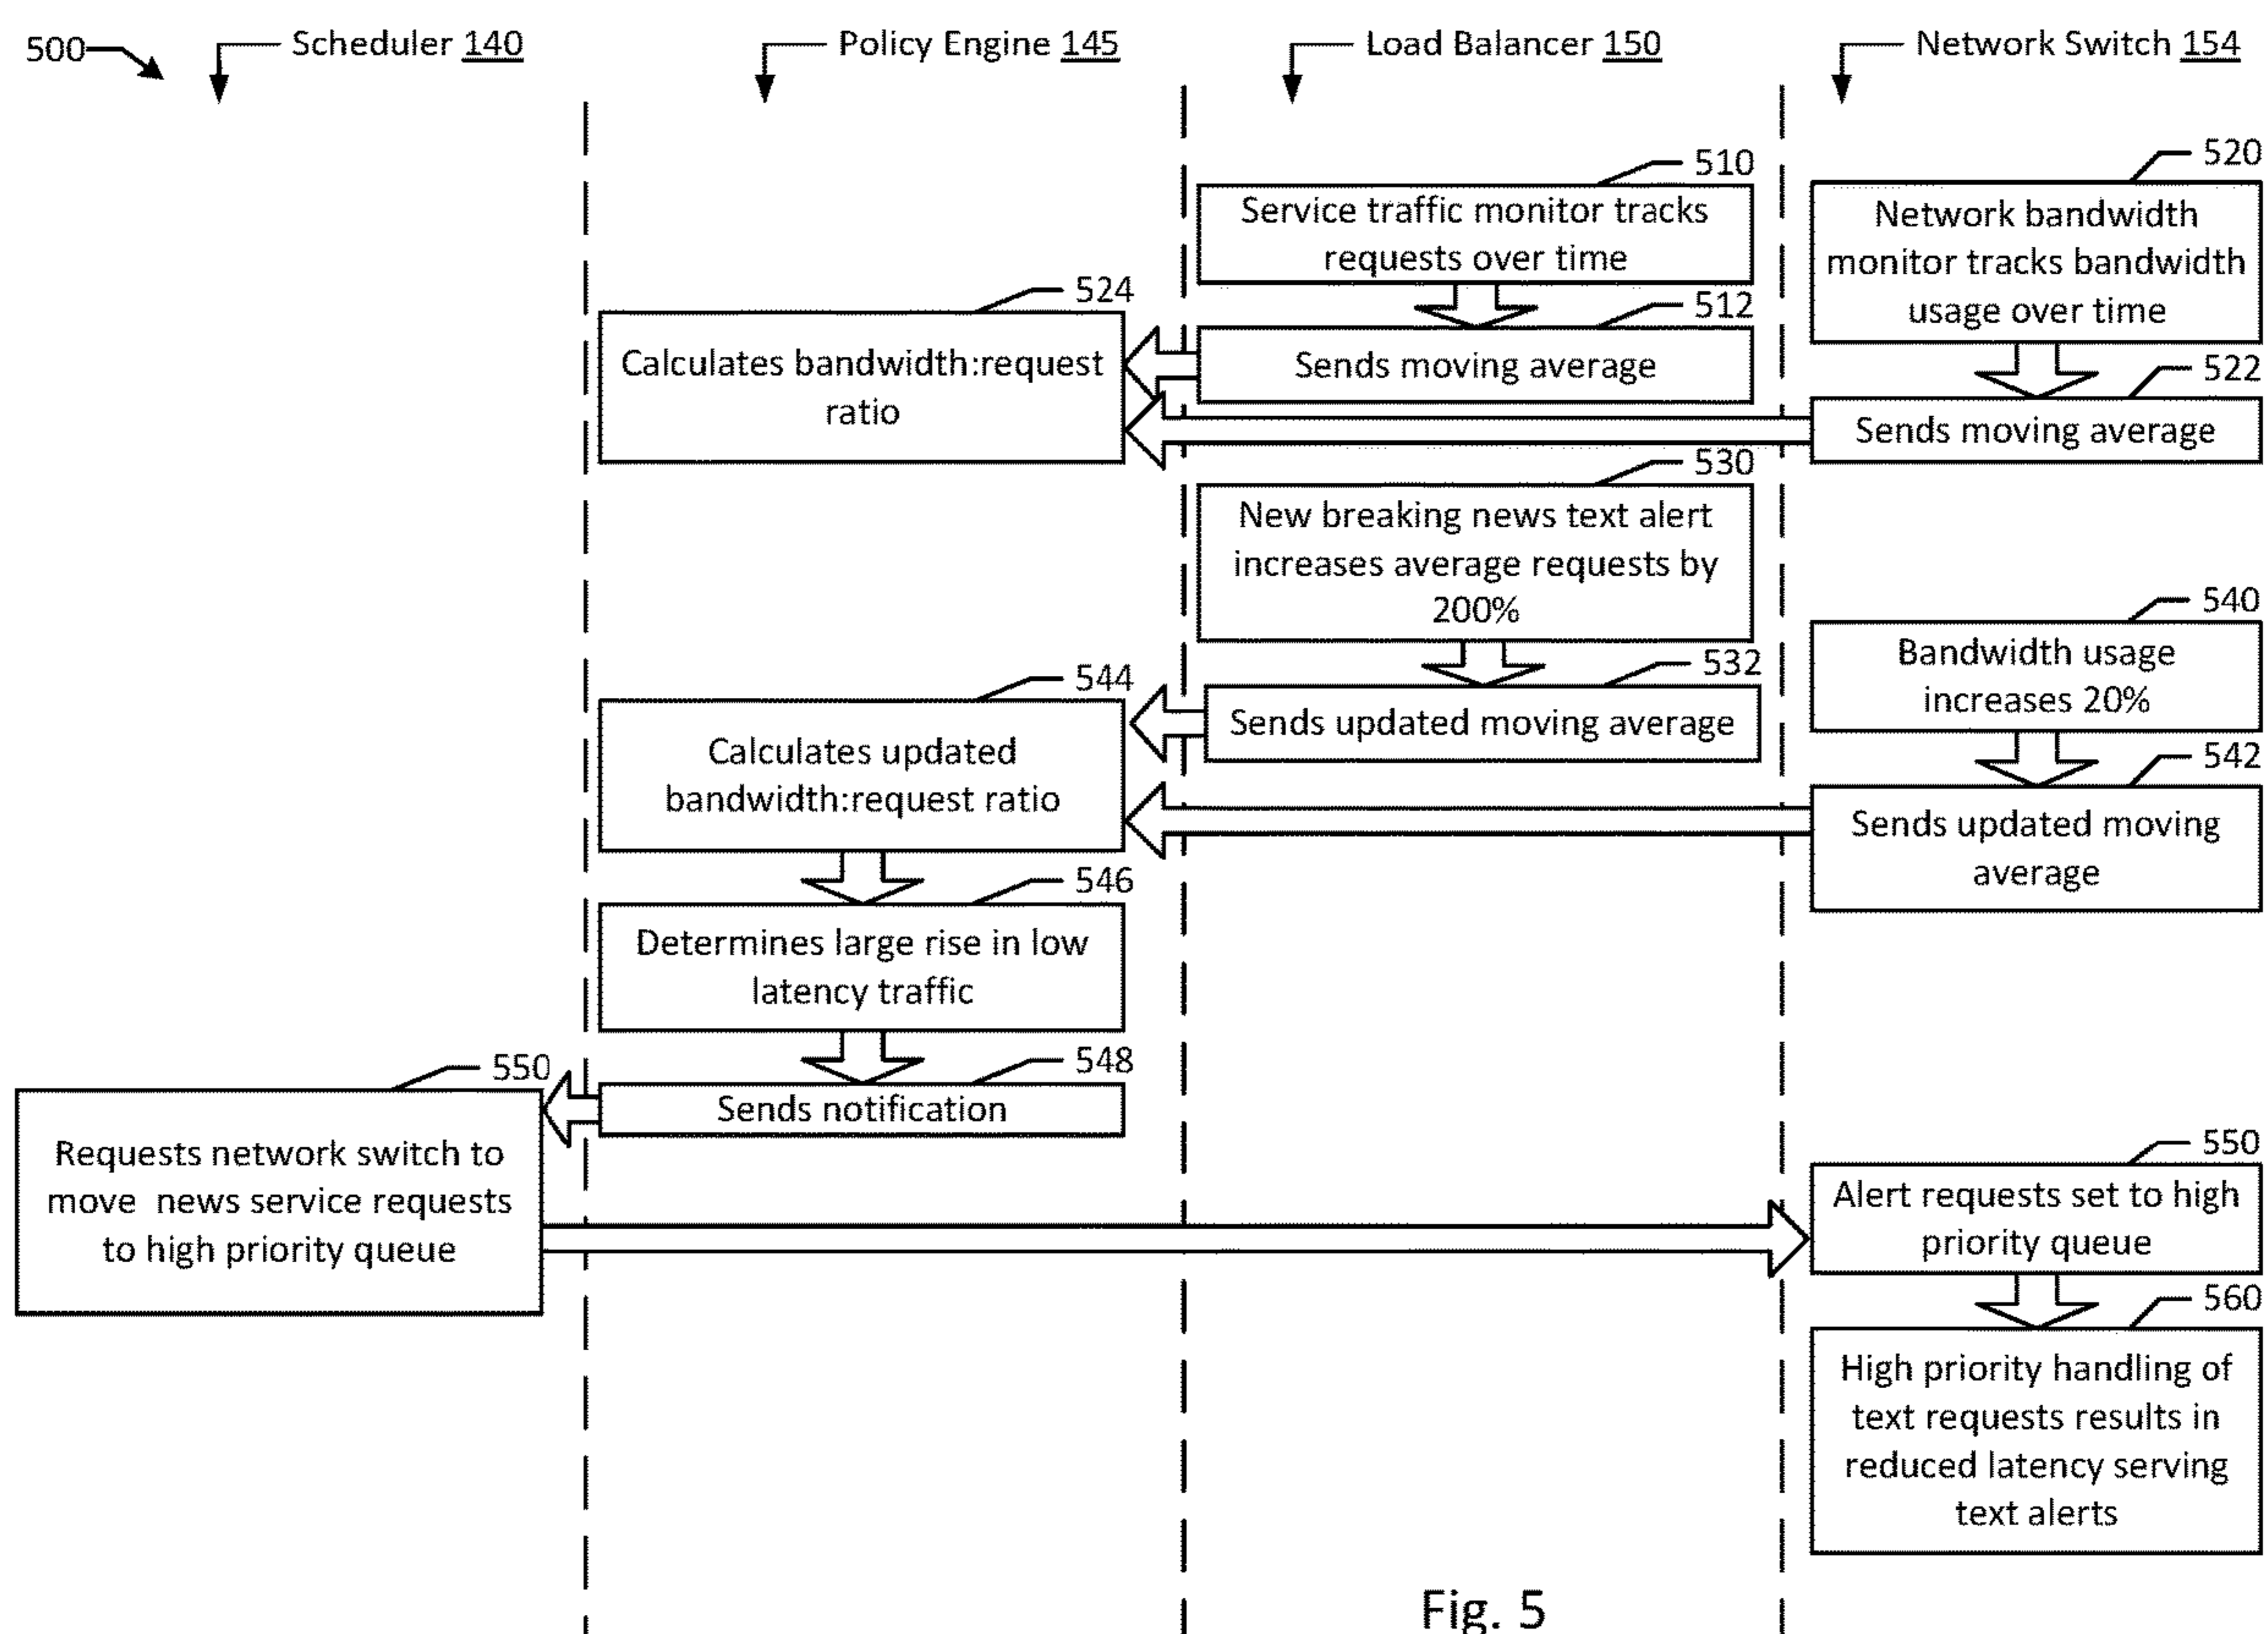 500
Scheduler 140
Policy Engine 145
Load Balancer 150
Network Switch 154
510
Service traffic monitor tracks
requests over time
520
Network bandwidth
monitor tracks bandwidth
usage over time
524
Calculates bandwidth:request
ratio
512
Sends moving average
522
Sends moving average
530
New breaking news text alert
increases average requests by
200%
540
Bandwidth usage
increases 20%
532
Sends updated moving average
544
Calculates updated
bandwidth:request ratio
542
Sends updated moving
average
546
Determines large rise in low
latency traffic
548
Sends notification
550
Requests network switch to
move news service requests
to high priority queue
550
Alert requests set to high
priority queue
560
High priority handling of
text requests results in
reduced latency serving
text alerts
Fig. 5